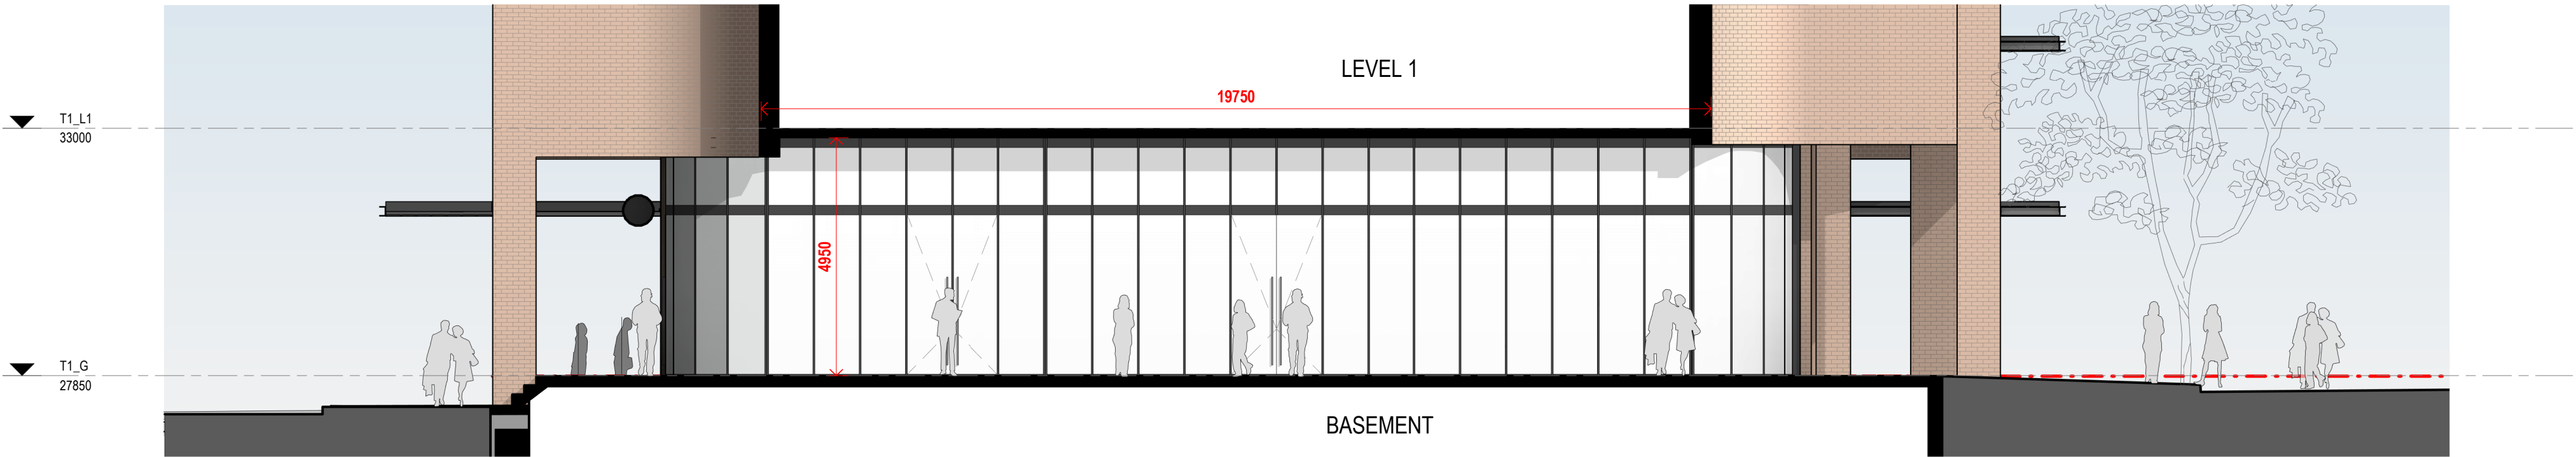 LEVEL 1
19750
T1_L1
33000
4950
T1_G
27850
BASEMENT